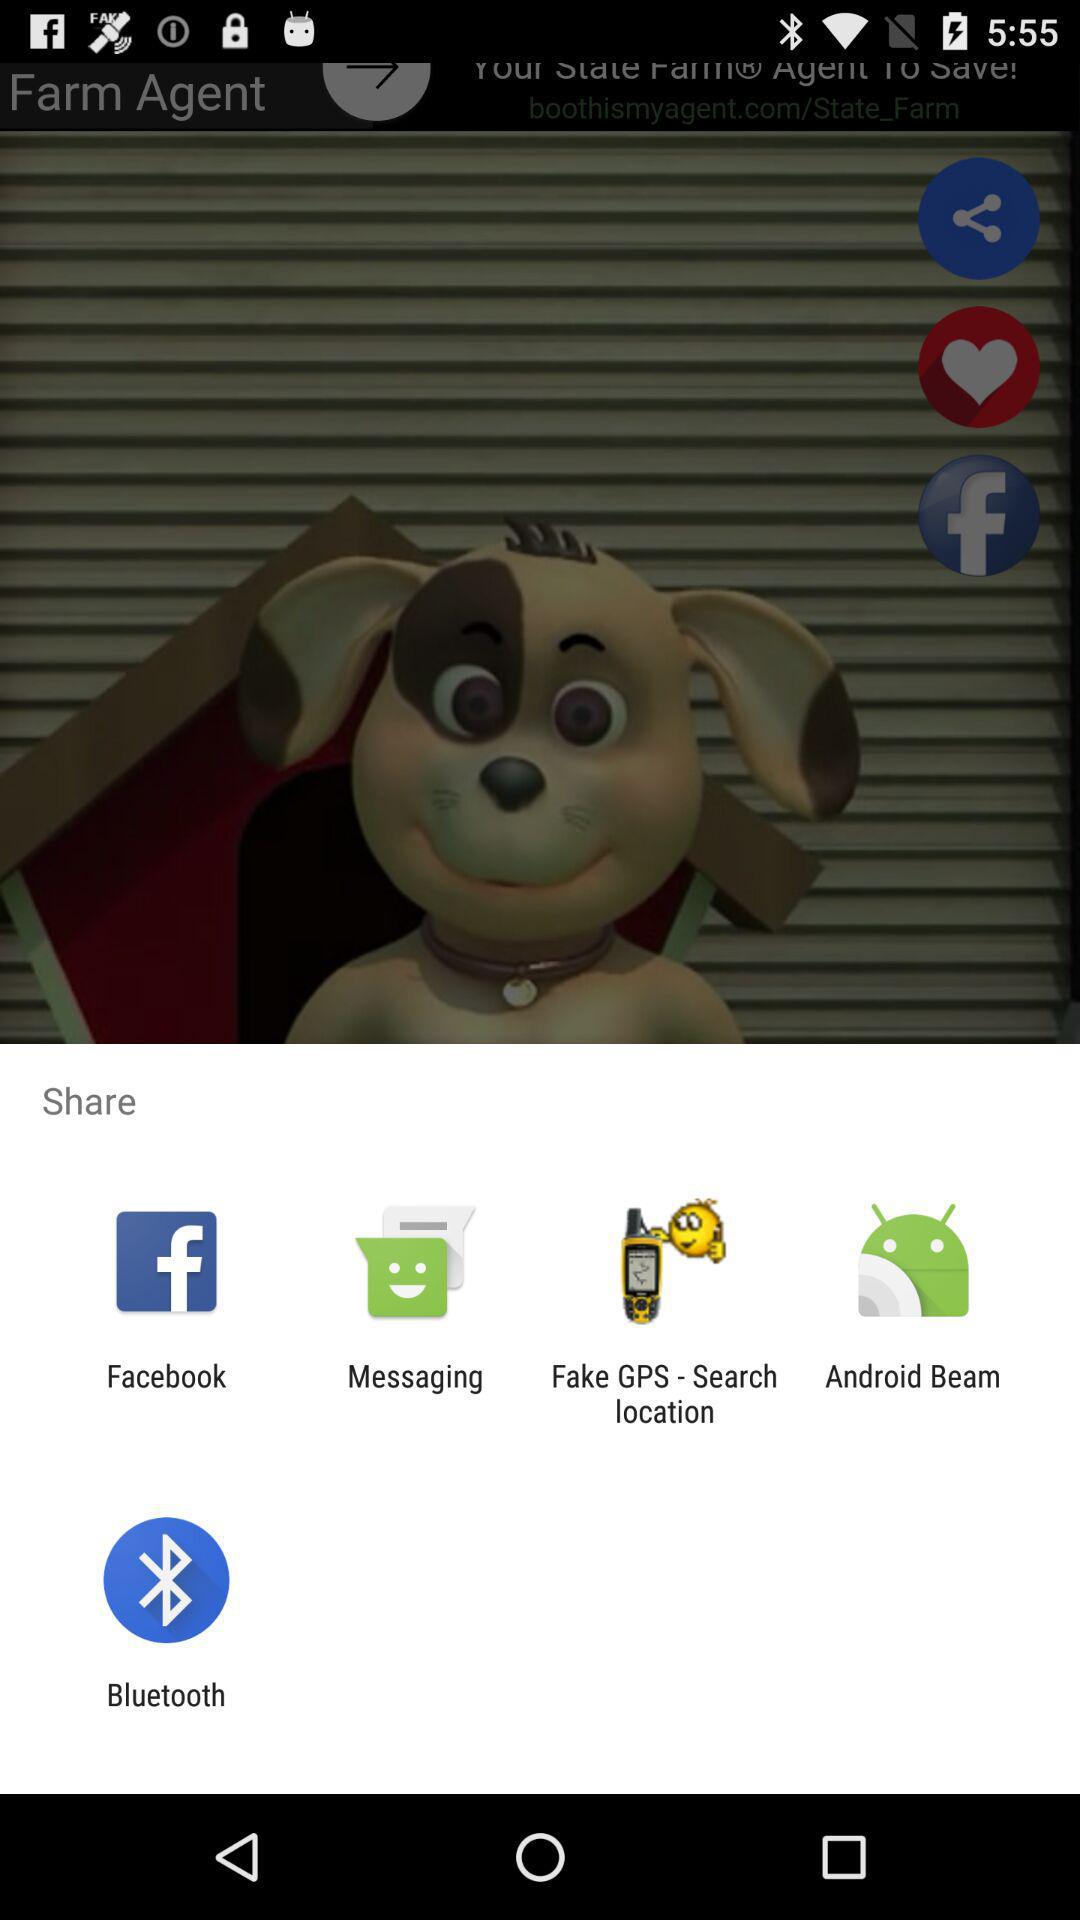 FAKE
5:55
Farm Agent
Your State Farm® Agent To Save!
boothismyagent.com/State_Farm
Share
Facebook
Messaging
Fake GPS - Search
location
Android Beam
Bluetooth